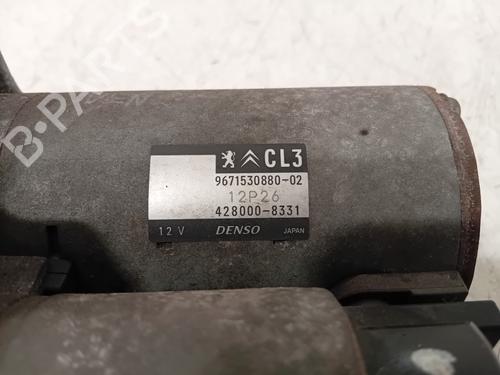 B-PARTS
CL3
9671530880-02
12P26
428000-8331
12 V DENSO JAPAN